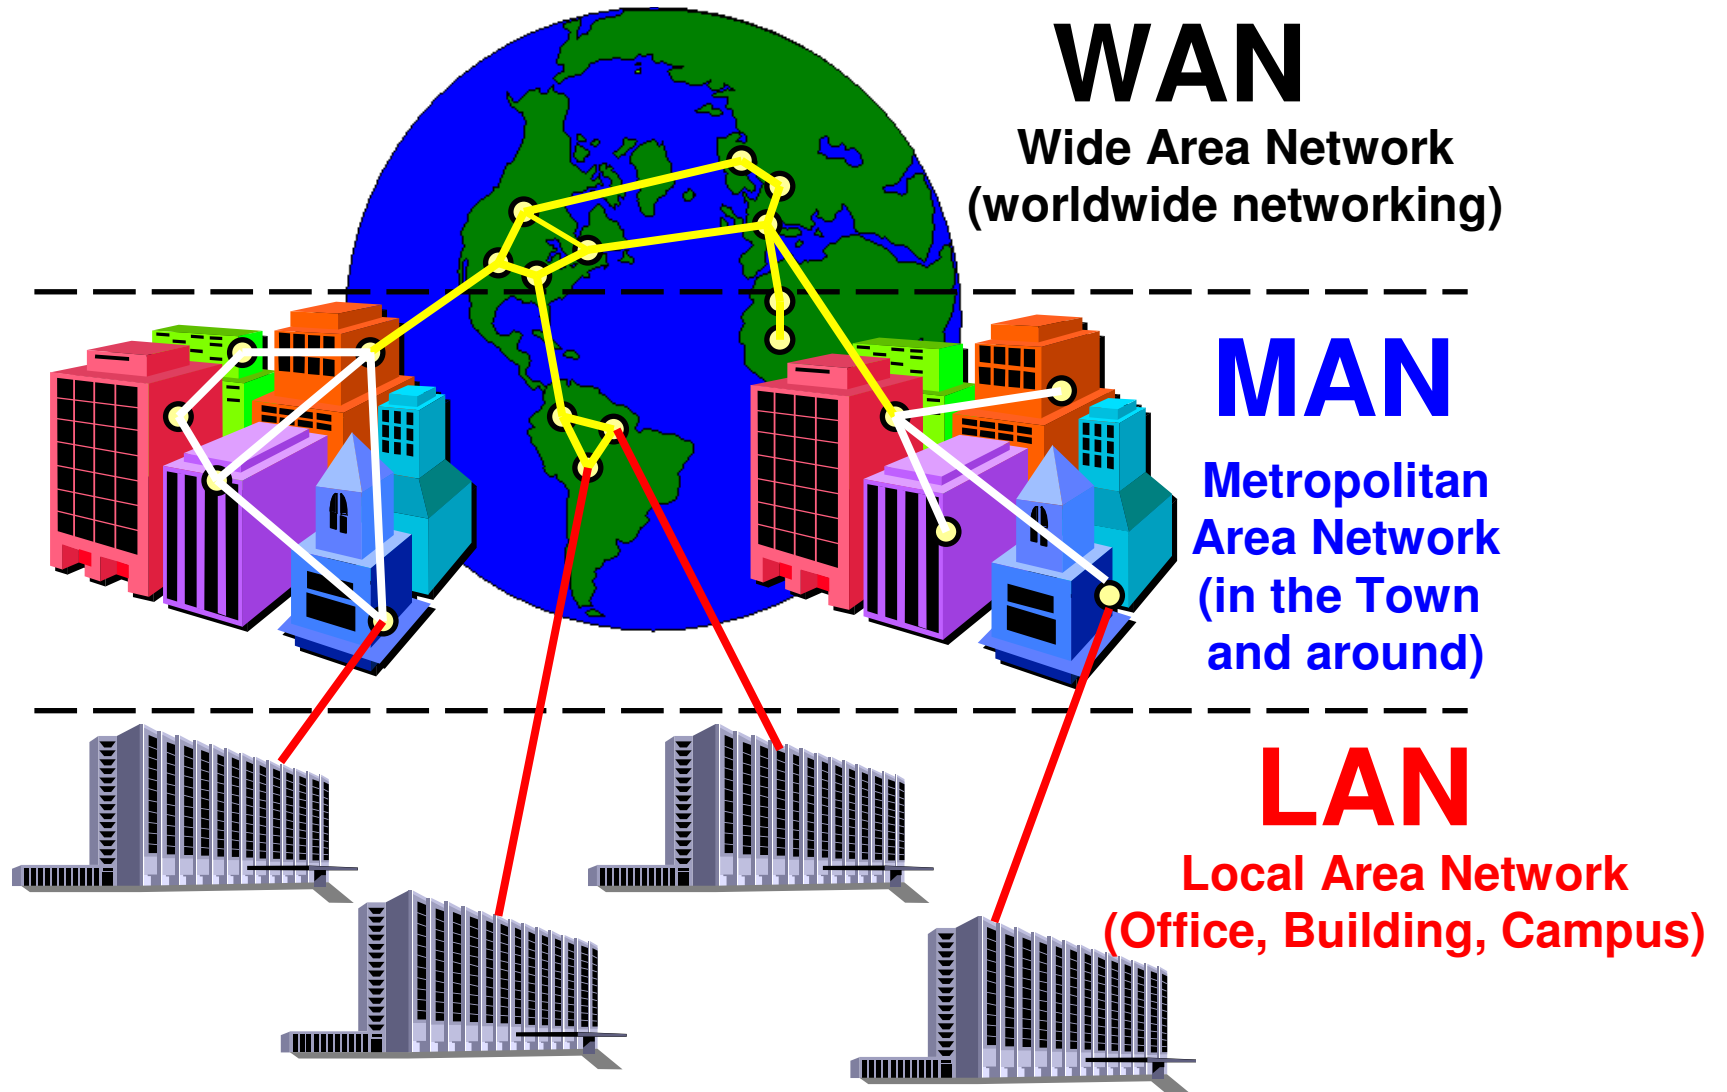 WAN
Wide Area Network
(worldwide networking)
MAN
Metropolitan
Area Network
(in the Town
and around)
LAN
Local Area Network
(Office, Building, Campus)